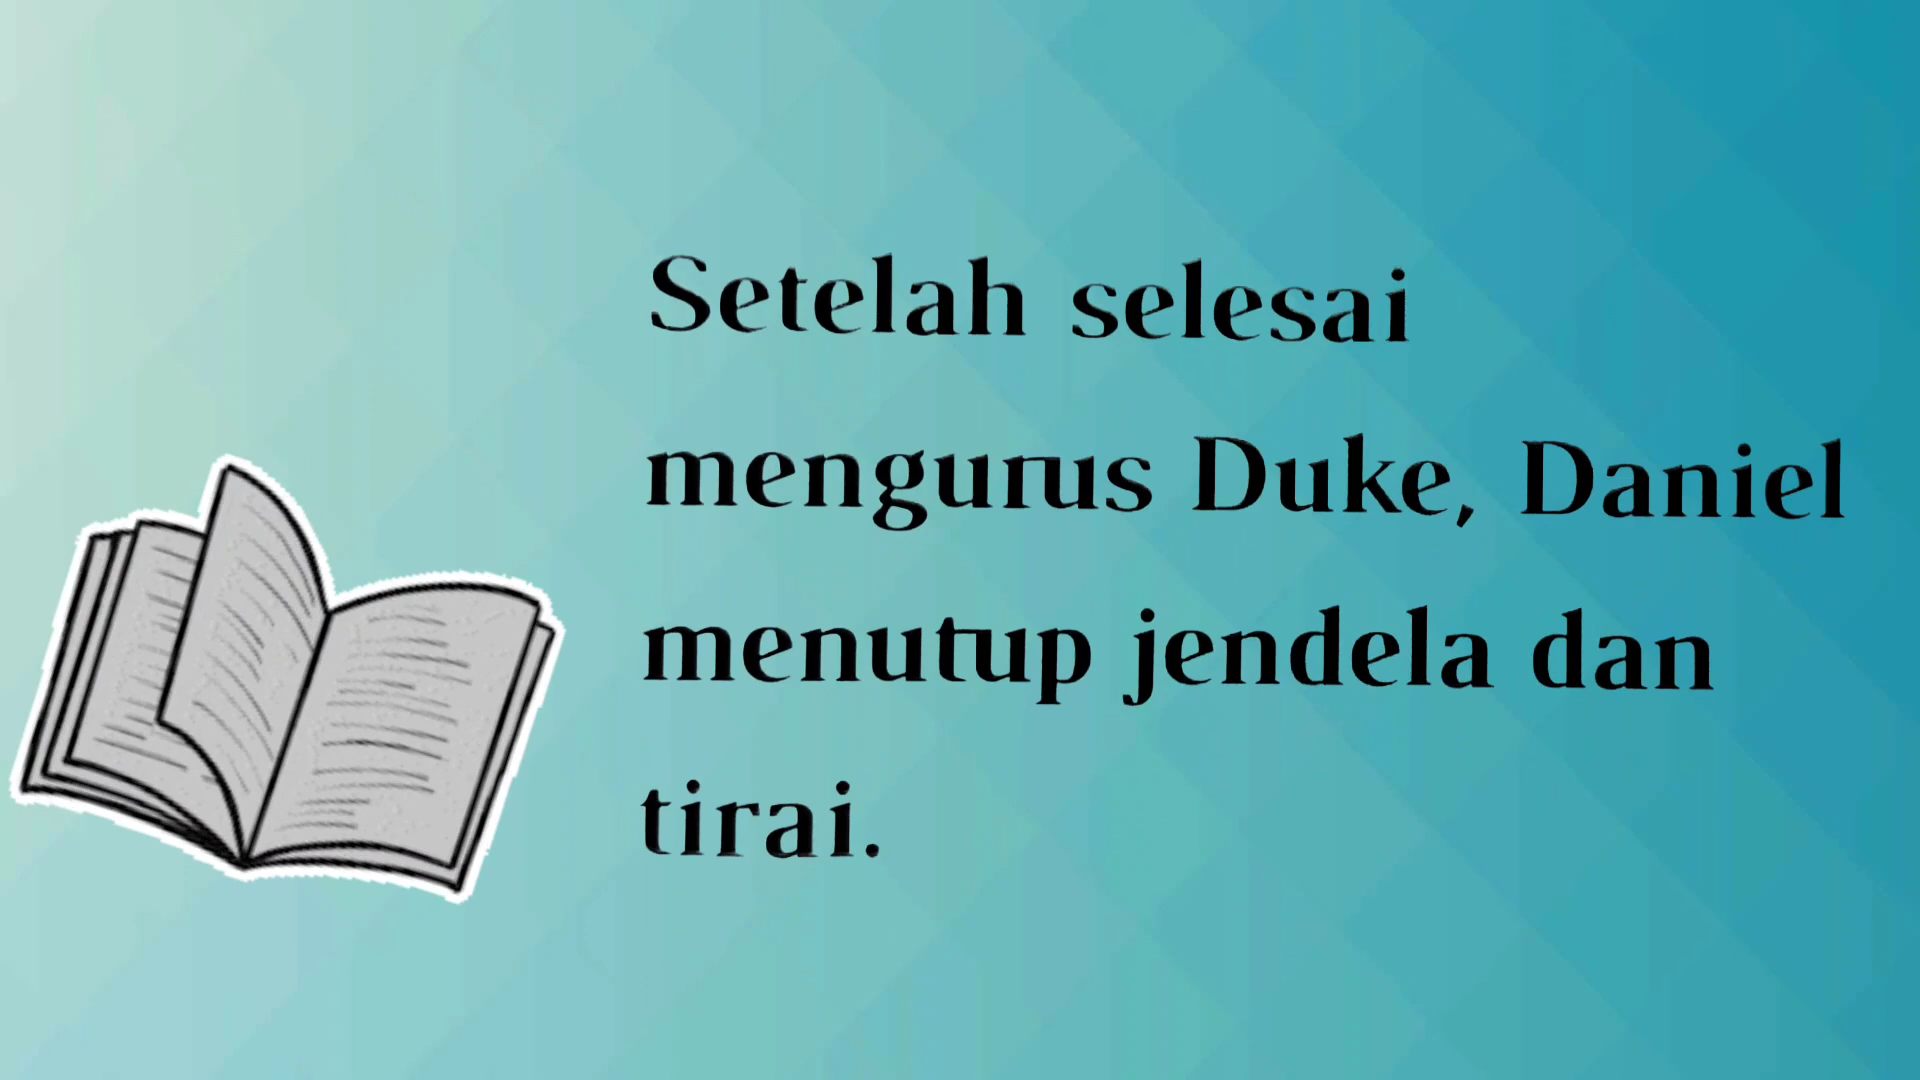 Setelah selesai
mengurus Duke, Daniel
menutup jendela dan
tirai.